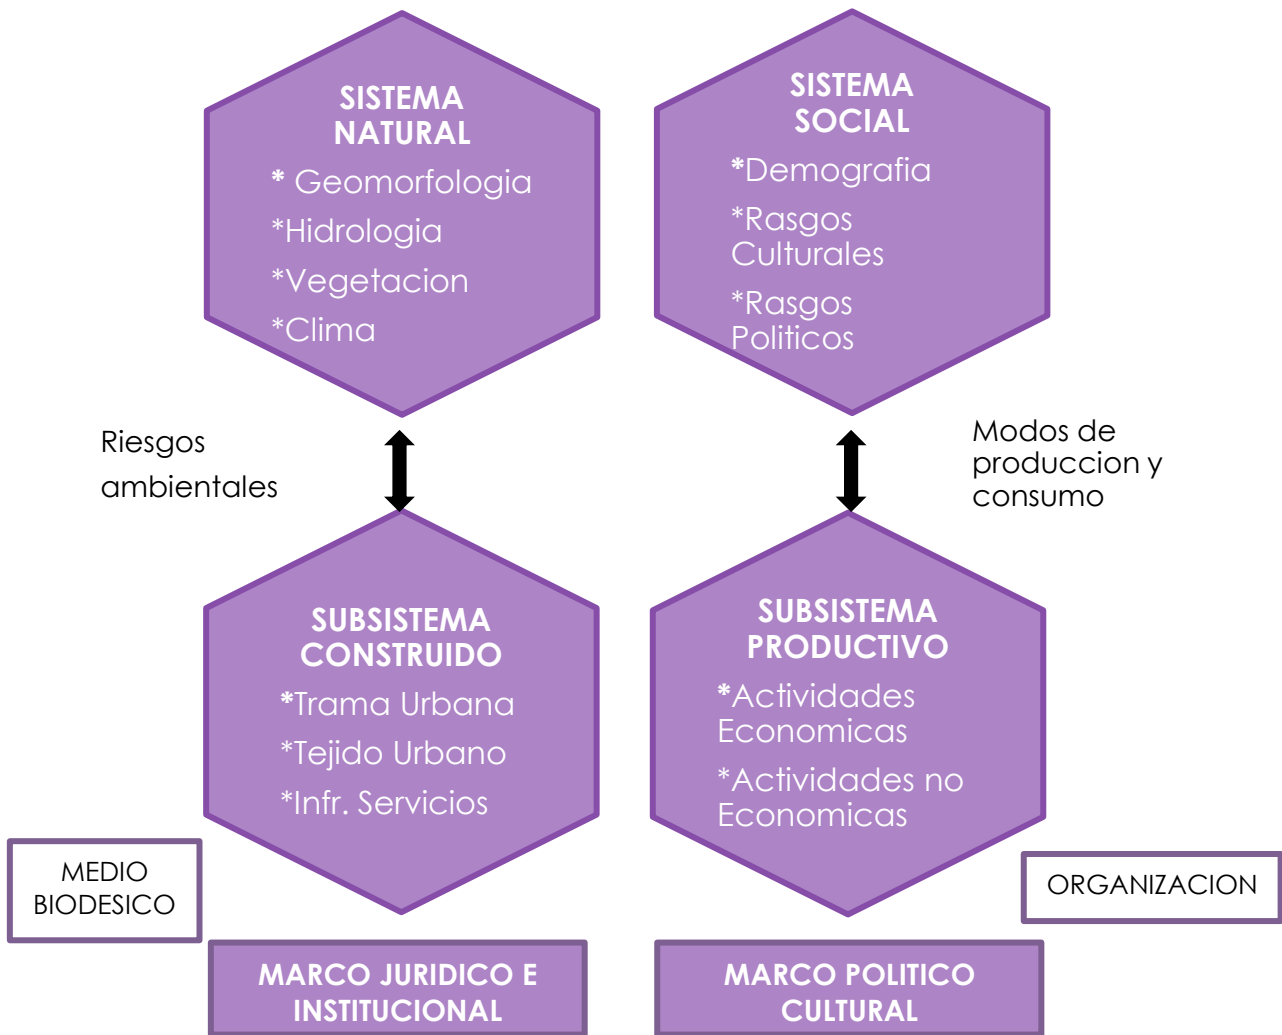 SISTEMA
NATURAL
* Geomorfologia
*Hidrologia
*Vegetacion
*Clima
SISTEMA
SOCIAL
*Demografia
*Rasgos
Culturales
*Rasgos
Politicos
Riesgos
ambientales
Modos de
produccion y
consumo
SUBSISTEMA
CONSTRUIDO
*Trama Urbana
*Tejido Urbano
*Infr. Servicios
SUBSISTEMA
PRODUCTIVO
*Actividades
Economicas
*Actividades no
Economicas
MEDIO
BIODESICO
ORGANIZACION
MARCO JURIDICO E
INSTITUCIONAL
MARCO POLITICO
CULTURAL